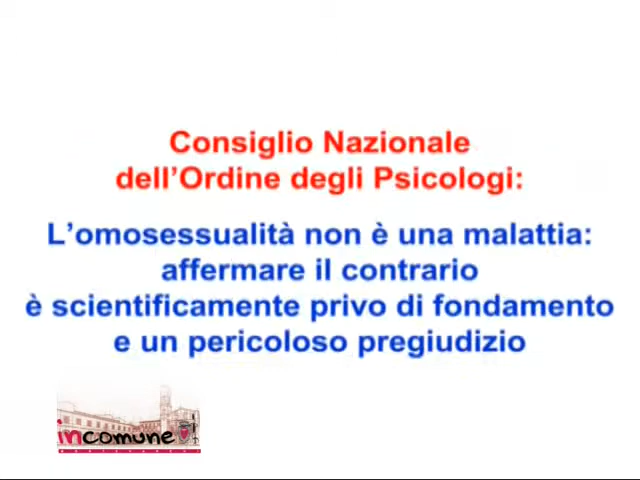 Consiglio Nazionale
dell'Ordine degli Psicologi:
L'omosessualità non è una malattia:
affermare il contrario
è scientificamente privo di fondamento
e un pericoloso pregiudizio
incomune